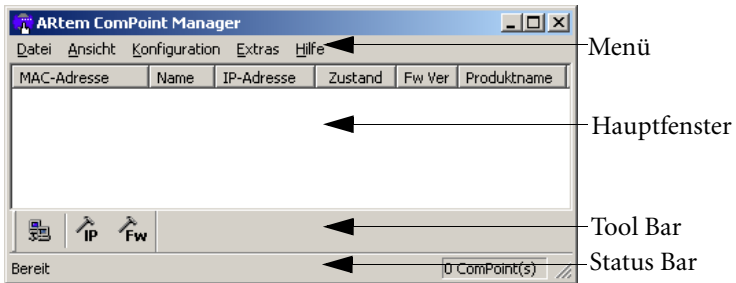 ARtem ComPoint Manager
Datei Ansicht Konfiguration Extras Hilfe
Menü
MAC-Adresse Name IP-Adresse Zustand Fw Ver Produktname
Hauptfenster
IP Fw
Tool Bar
Bereit 0 ComPoint(s)
Status Bar